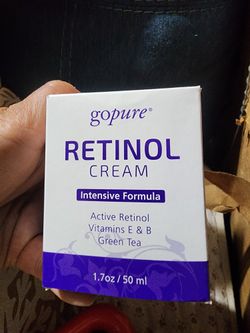 gopure®
RETINOL
CREAM
Intensive Formula
Active Retinol
Vitamins E & B
Green Tea
1.7oz / 50 ml